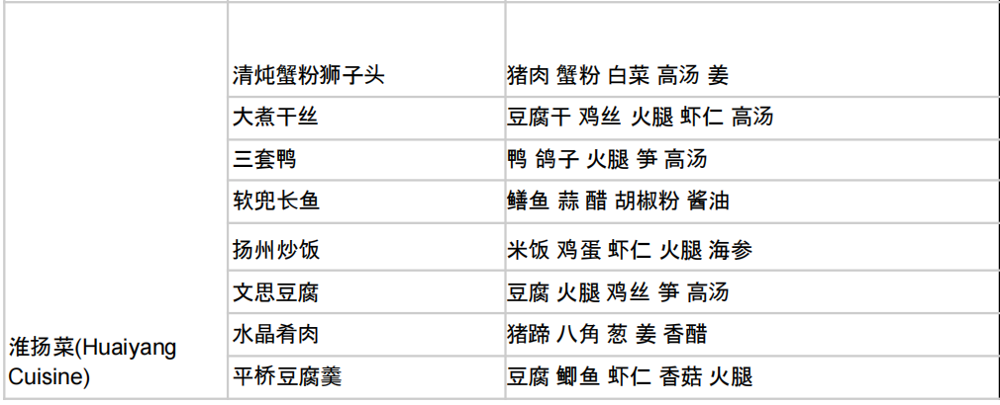 清炖蟹粉狮子头 猪肉 蟹粉 白菜 高汤 姜
大煮干丝 豆腐干 鸡丝 火腿 虾仁 高汤
三套鸭 鸭 鸽子 火腿 笋 高汤
软兜长鱼 鳝鱼 蒜 醋 胡椒粉 酱油
扬州炒饭 米饭 鸡蛋 虾仁 火腿 海参
文思豆腐 豆腐 火腿 鸡丝 笋 高汤
水晶肴肉 猪蹄 八角 葱 姜 香醋
淮扬菜(Huaiyang
Cuisine) 平桥豆腐羹 豆腐 鲫鱼 虾仁 香菇 火腿